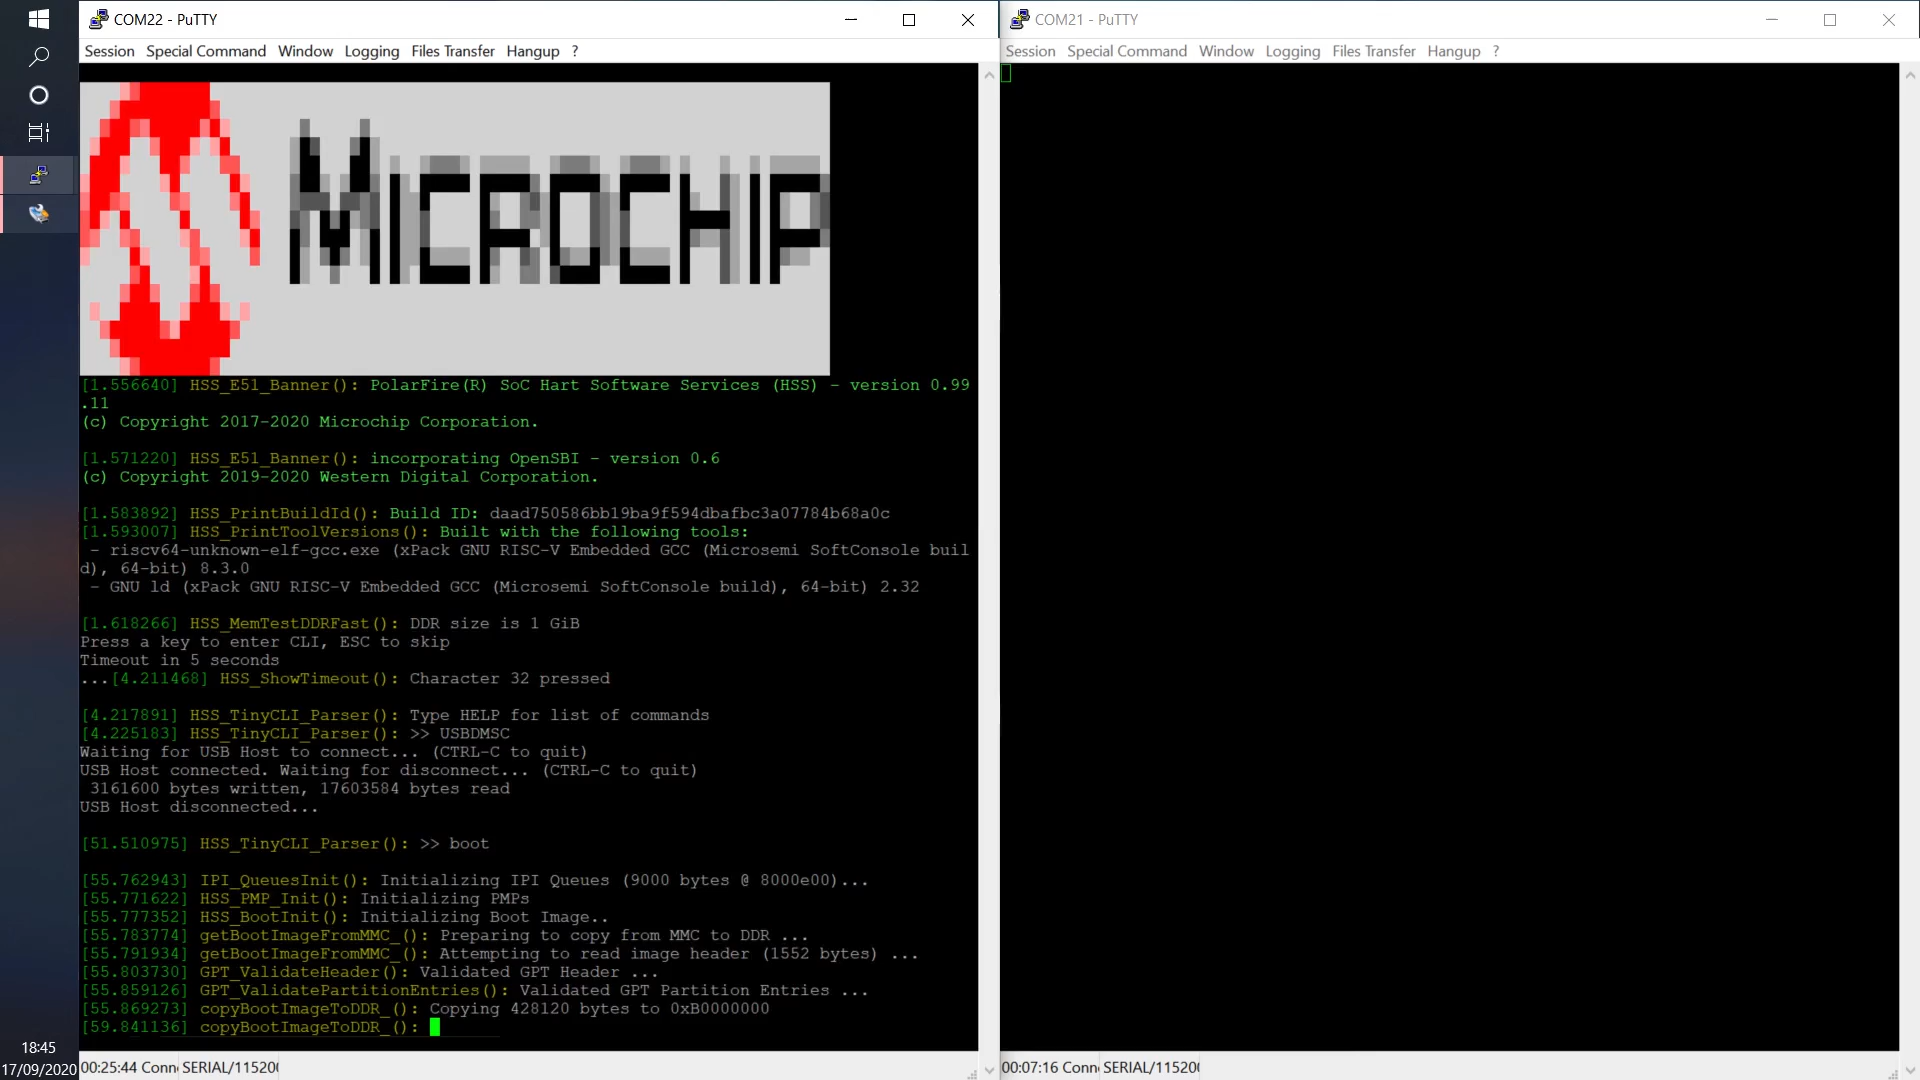 COM22 - PuTTY
Session Special Command Window Logging Files Transfer Hangup ?
MICROCHIP
[1.556640] HSS_E51_Banner(): PolarFire(R) SoC Hart Software Services (HSS) - version 0.99
.11
(c) Copyright 2017-2020 Microchip Corporation.
[1.571220] HSS_E51_Banner(): incorporating OpenSBI - version 0.6
(c) Copyright 2019-2020 Western Digital Corporation.
[1.583892] HSS_PrintBuildId(): Build ID: daad750586bb19ba9f594dbafbc3a07784b68a0c
[1.593007] HSS_PrintToolVersions(): Built with the following tools:
- riscv64-unknown-elf-gcc.exe (xPack GNU RISC-V Embedded GCC (Microsemi SoftConsole buil
d), 64-bit) 8.3.0
- GNU ld (xPack GNU RISC-V Embedded GCC (Microsemi SoftConsole build), 64-bit) 2.32
[1.618266] HSS_MemTestDDRFast(): DDR size is 1 GiB
Press a key to enter CLI, ESC to skip
Timeout in 5 seconds
...[4.211468] HSS_ShowTimeout(): Character 32 pressed
[4.217891] HSS_TinyCLI_Parser(): Type HELP for list of commands
[4.225183] HSS_TinyCLI_Parser(): >> USBDMSC
Waiting for USB Host to connect... (CTRL-C to quit)
USB Host connected. Waiting for disconnect... (CTRL-C to quit)
3161600 bytes written, 17603584 bytes read
USB Host disconnected...
[51.510975] HSS_TinyCLI_Parser(): >> boot
[55.762943] IPI_QueuesInit(): Initializing IPI Queues (9000 bytes @ 8000e00)...
[55.771622] HSS_PMP_Init(): Initializing PMPs
[55.777352] HSS_BootInit(): Initializing Boot Image..
[55.783774] getBootImageFromMMC_(): Preparing to copy from MMC to DDR ...
[55.791934] getBootImageFromMMC_(): Attempting to read image header (1552 bytes) ...
[55.803730] GPT_ValidateHeader(): Validated GPT Header ...
[55.859126] GPT_ValidatePartitionEntries(): Validated GPT Partition Entries ...
[55.869273] copyBootImageToDDR_(): Copying 428120 bytes to 0xB0000000
[59.841136] copyBootImageToDDR_():
00:25:44 Conne SERIAL/115200
COM21 - PuTTY
Session Special Command Window Logging Files Transfer Hangup ?
00:07:16 Conne SERIAL/115200
18:45
17/09/2020